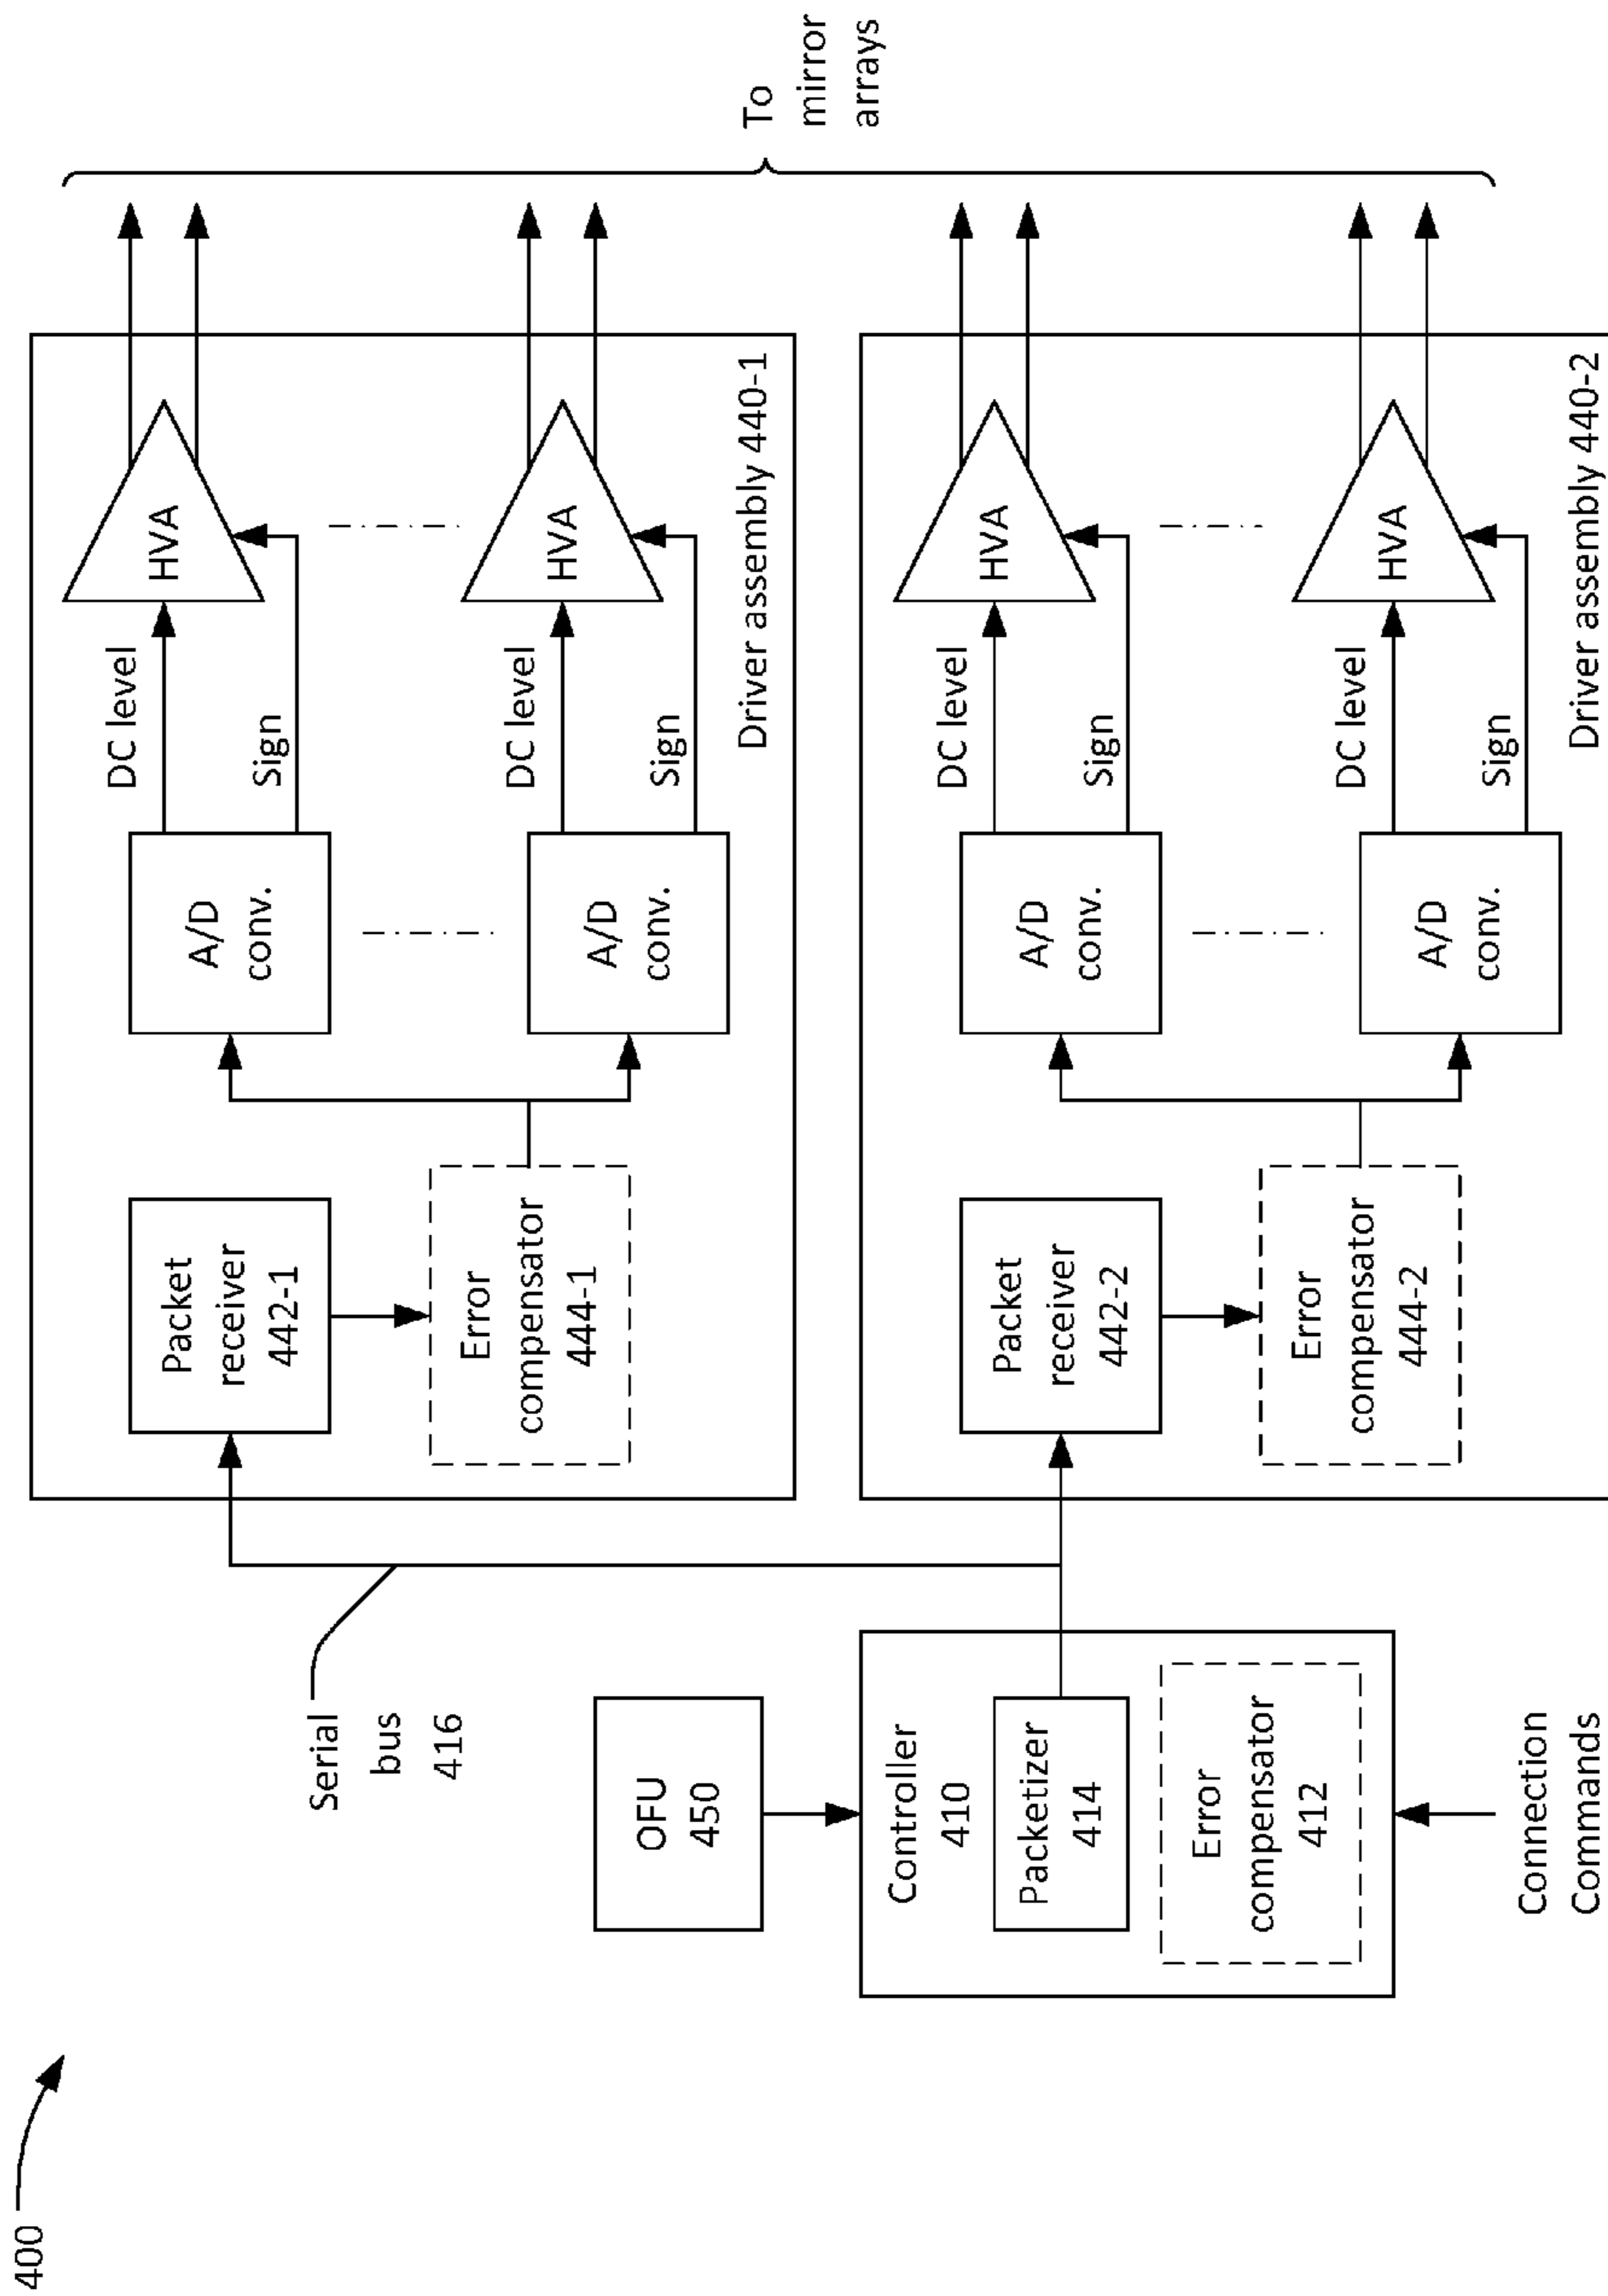 400
Serial
bus
416
OFU
450
Controller
410
Packetizer
414
Error
compensator
412
Connection
Commands
Packet
receiver
442-1
Error
compensator
444-1
A/D
conv.
A/D
conv.
DC level
Sign
DC level
Sign
HVA
HVA
Driver assembly 440-1
Packet
receiver
442-2
Error
compensator
444-2
A/D
conv.
A/D
conv.
DC level
Sign
DC level
Sign
HVA
HVA
Driver assembly 440-2
To
mirror
arrays